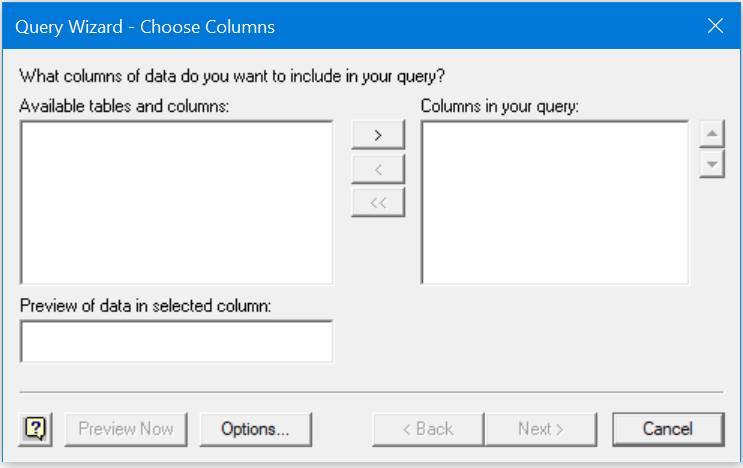 Query Wizard - Choose Columns
What columns of data do you want to include in your query?
Available tables and columns:
Columns in your query:
>
<
<<
Preview of data in selected column:
?
Preview Now
Options...
< Back
Next >
Cancel